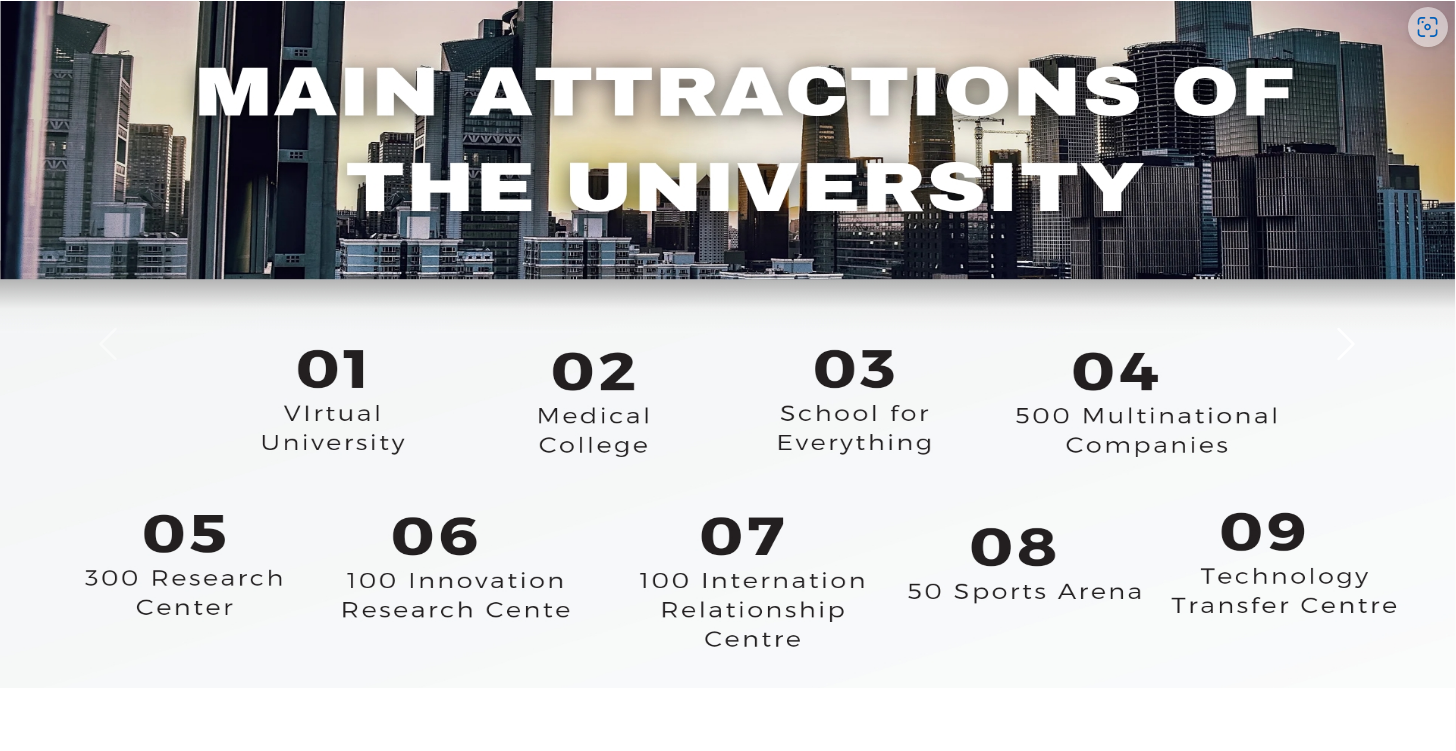 MAIN ATTRACTIONS OF
THE UNIVERSITY
01
VIrtual
University
02
Medical
College
03
School for
Everything
04
500 Multinational
Companies
05
300 Research
Center
06
100 Innovation
Research Cente
07
100 Internation
Relationship
Centre
08
50 Sports Arena
09
Technology
Transfer Centre